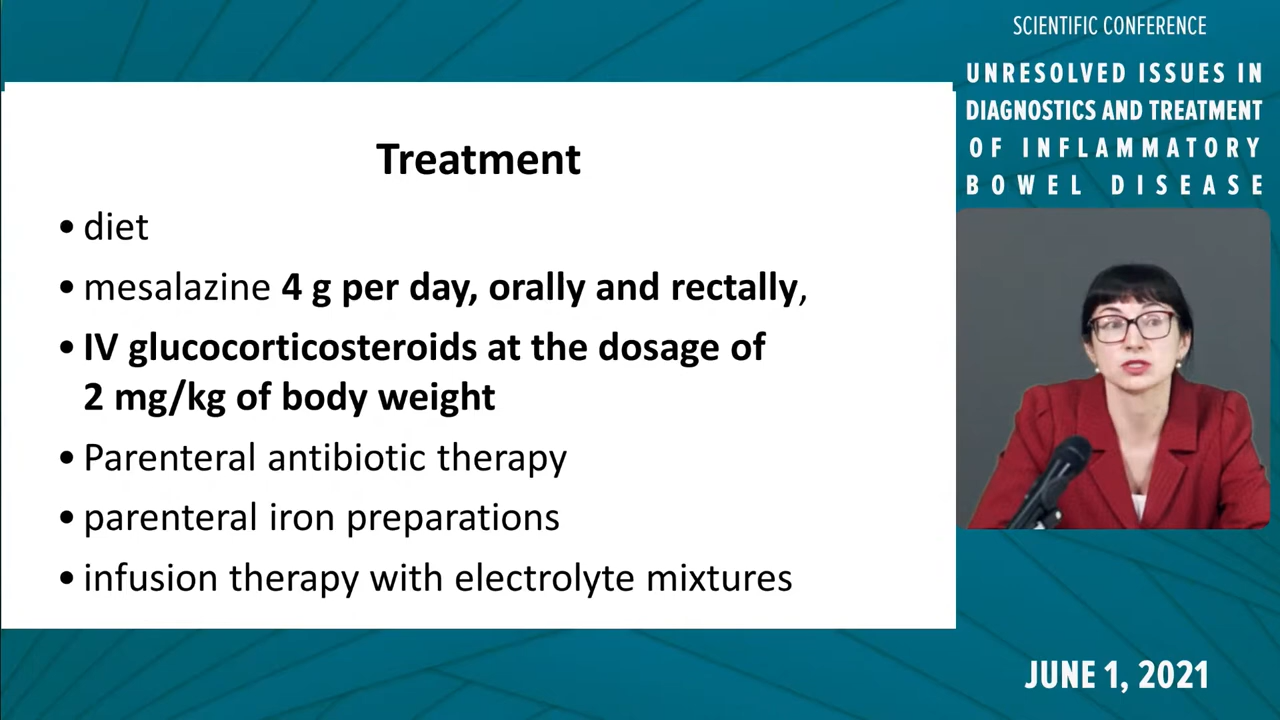 SCIENTIFIC CONFERENCE
UNRESOLVED ISSUES IN
DIAGNOSTICS AND TREATMENT
OF INFLAMMATORY
BOWEL DISEASE
Treatment
• diet
• mesalazine 4 g per day, orally and rectally,
• IV glucocorticosteroids at the dosage of
2 mg/kg of body weight
• Parenteral antibiotic therapy
• parenteral iron preparations
• infusion therapy with electrolyte mixtures
JUNE 1, 2021